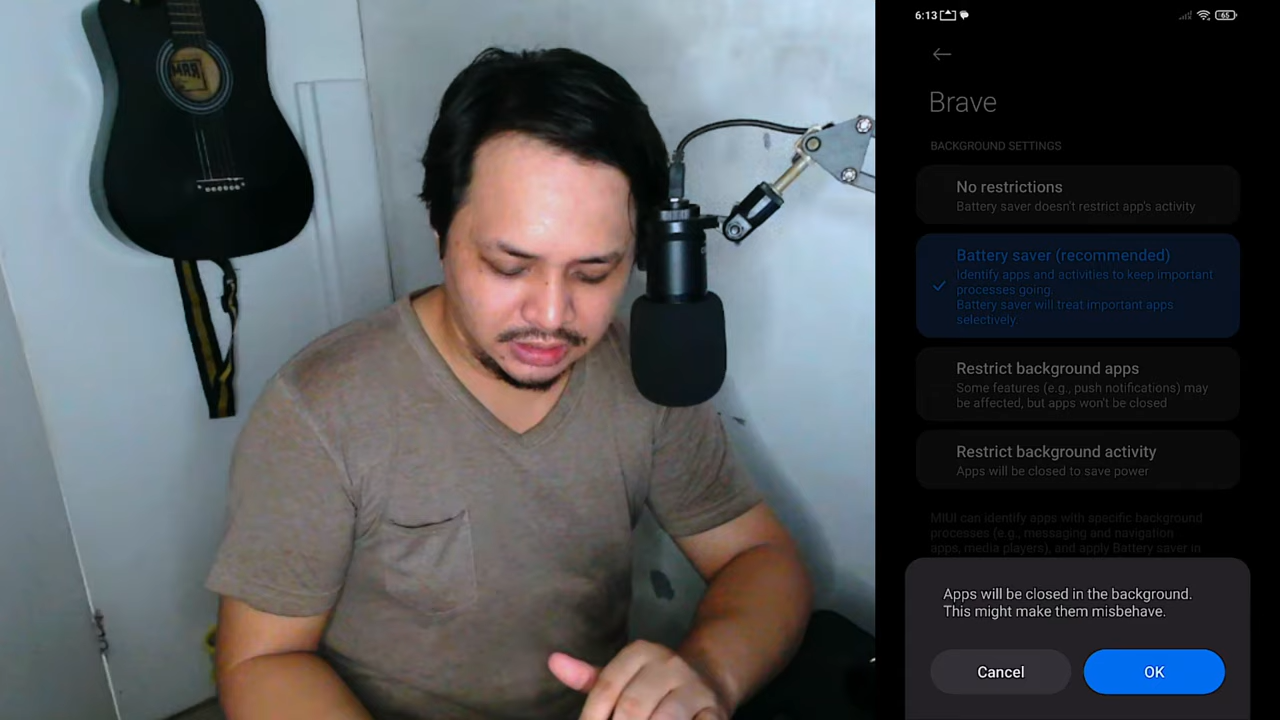 RRM
6:13
65
Brave
BACKGROUND SETTINGS
No restrictions
Battery saver doesn't restrict app's activity
Battery saver (recommended)
Identify apps and activities to keep important
processes going.
Battery saver will treat important apps
selectively.
Restrict background apps
Some features (e.g., push notifications) may
be affected, but apps won't be closed
Restrict background activity
Apps will be closed to save power
MIUI can identify apps with specific background
processes (e.g., messaging and navigation
apps, media players), and apply Battery saver in
Apps will be closed in the background.
This might make them misbehave.
Cancel
OK